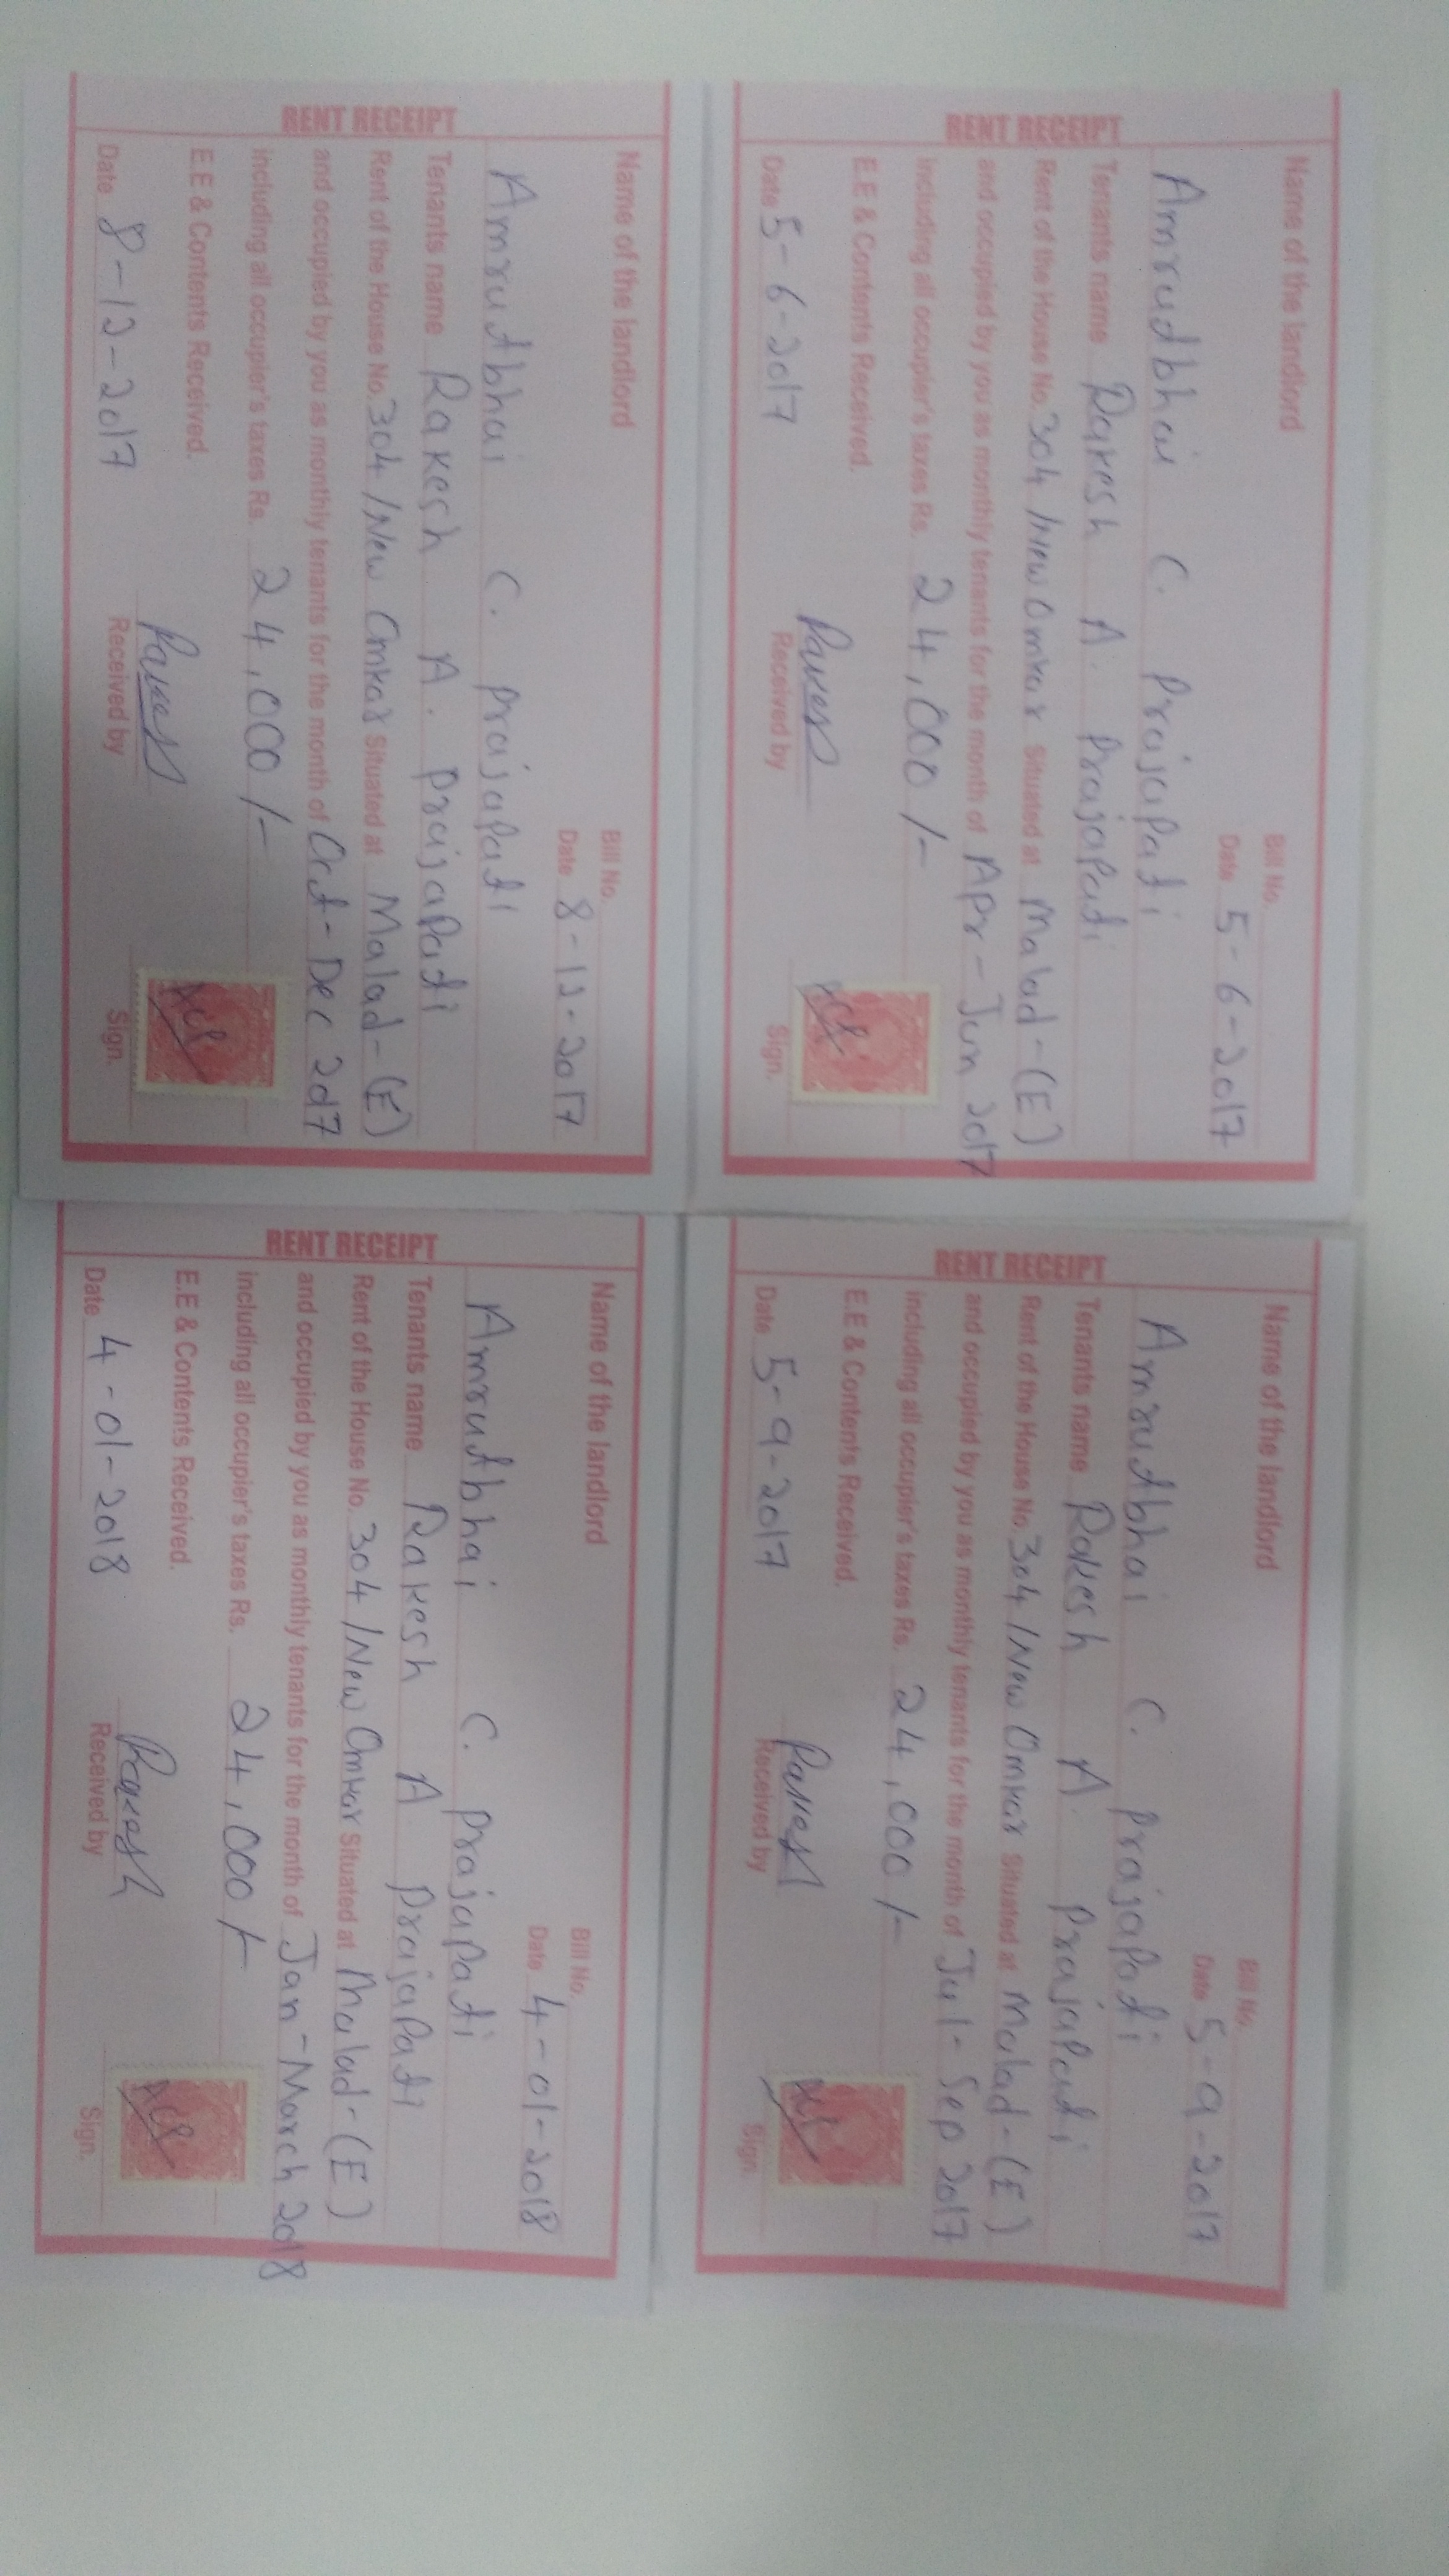 RENT RECEIPT
Name of the landlord
Bill No.
Date 5-6-2017
Amrudbhai C. Prajapati
Tenants name Rakesh A. Prajapati
Rent of the House No. 304 /New Omkar Situated at Malad-(E)
and occupied by you as monthly tenants for the month of Apr-Jun 2017
including all occupier's taxes Rs. 24,000/-
E.E & Contents Received.
ACP
Rakesh
Date 5-6-2017 Received by Sign.
RENT RECEIPT
Name of the landlord
Bill No.
Date 5-9-2017
Amrutbhai C. Prajapati
Tenants name Rakesh A. Prajapati
Rent of the House No. 304 /New Omkar Situated at Malad-(E)
and occupied by you as monthly tenants for the month of Jul-Sep 2017
including all occupier's taxes Rs. 24,000/-
E.E & Contents Received.
ACP
Rakesh
Date 5-9-2017 Received by Sign.
RENT RECEIPT
Name of the landlord
Bill No.
Date 8-12-2017
Amrutbhai C. Prajapati
Tenants name Rakesh A. Prajapati
Rent of the House No. 304 /New Omkar Situated at Malad-(E)
and occupied by you as monthly tenants for the month of Oct-Dec 2017
including all occupier's taxes Rs. 24,000/-
E.E & Contents Received.
ACP
Rakesh
Date 8-12-2017 Received by Sign.
RENT RECEIPT
Name of the landlord
Bill No.
Date 4-01-2018
Amrutbhai C. Prajapati
Tenants name Rakesh A Prajapati
Rent of the House No. 304 /New Omkar Situated at Malad-(E)
and occupied by you as monthly tenants for the month of Jan-March 2018
including all occupier's taxes Rs. 24,000/-
E.E & Contents Received.
ACP
Rakesh
Date 4-01-2018 Received by Sign.